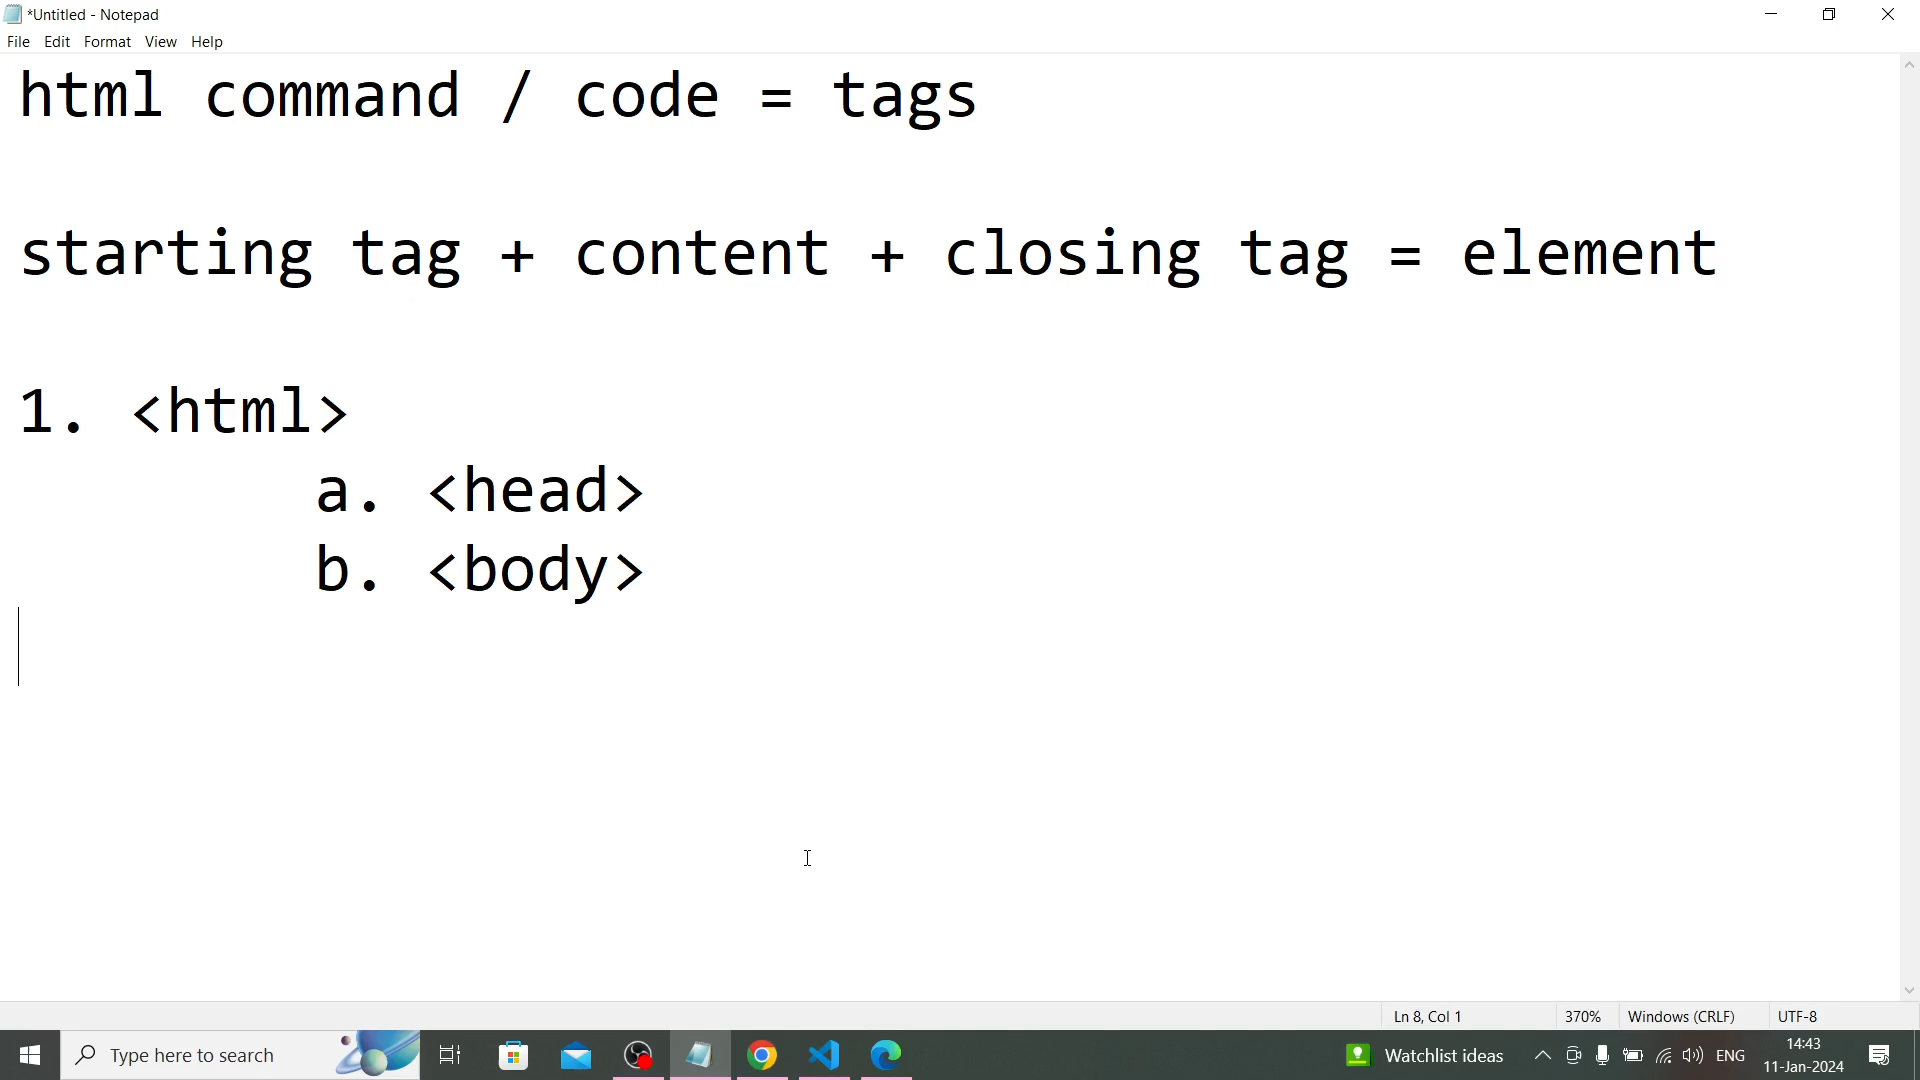 *Untitled - Notepad
File Edit Format View Help
html command / code = tags
starting tag + content + closing tag = element
1. <html>
a. <head>
b. <body>
Ln 8, Col 1 370% Windows (CRLF) UTF-8
Type here to search
Watchlist ideas
ENG
14:43
11-Jan-2024